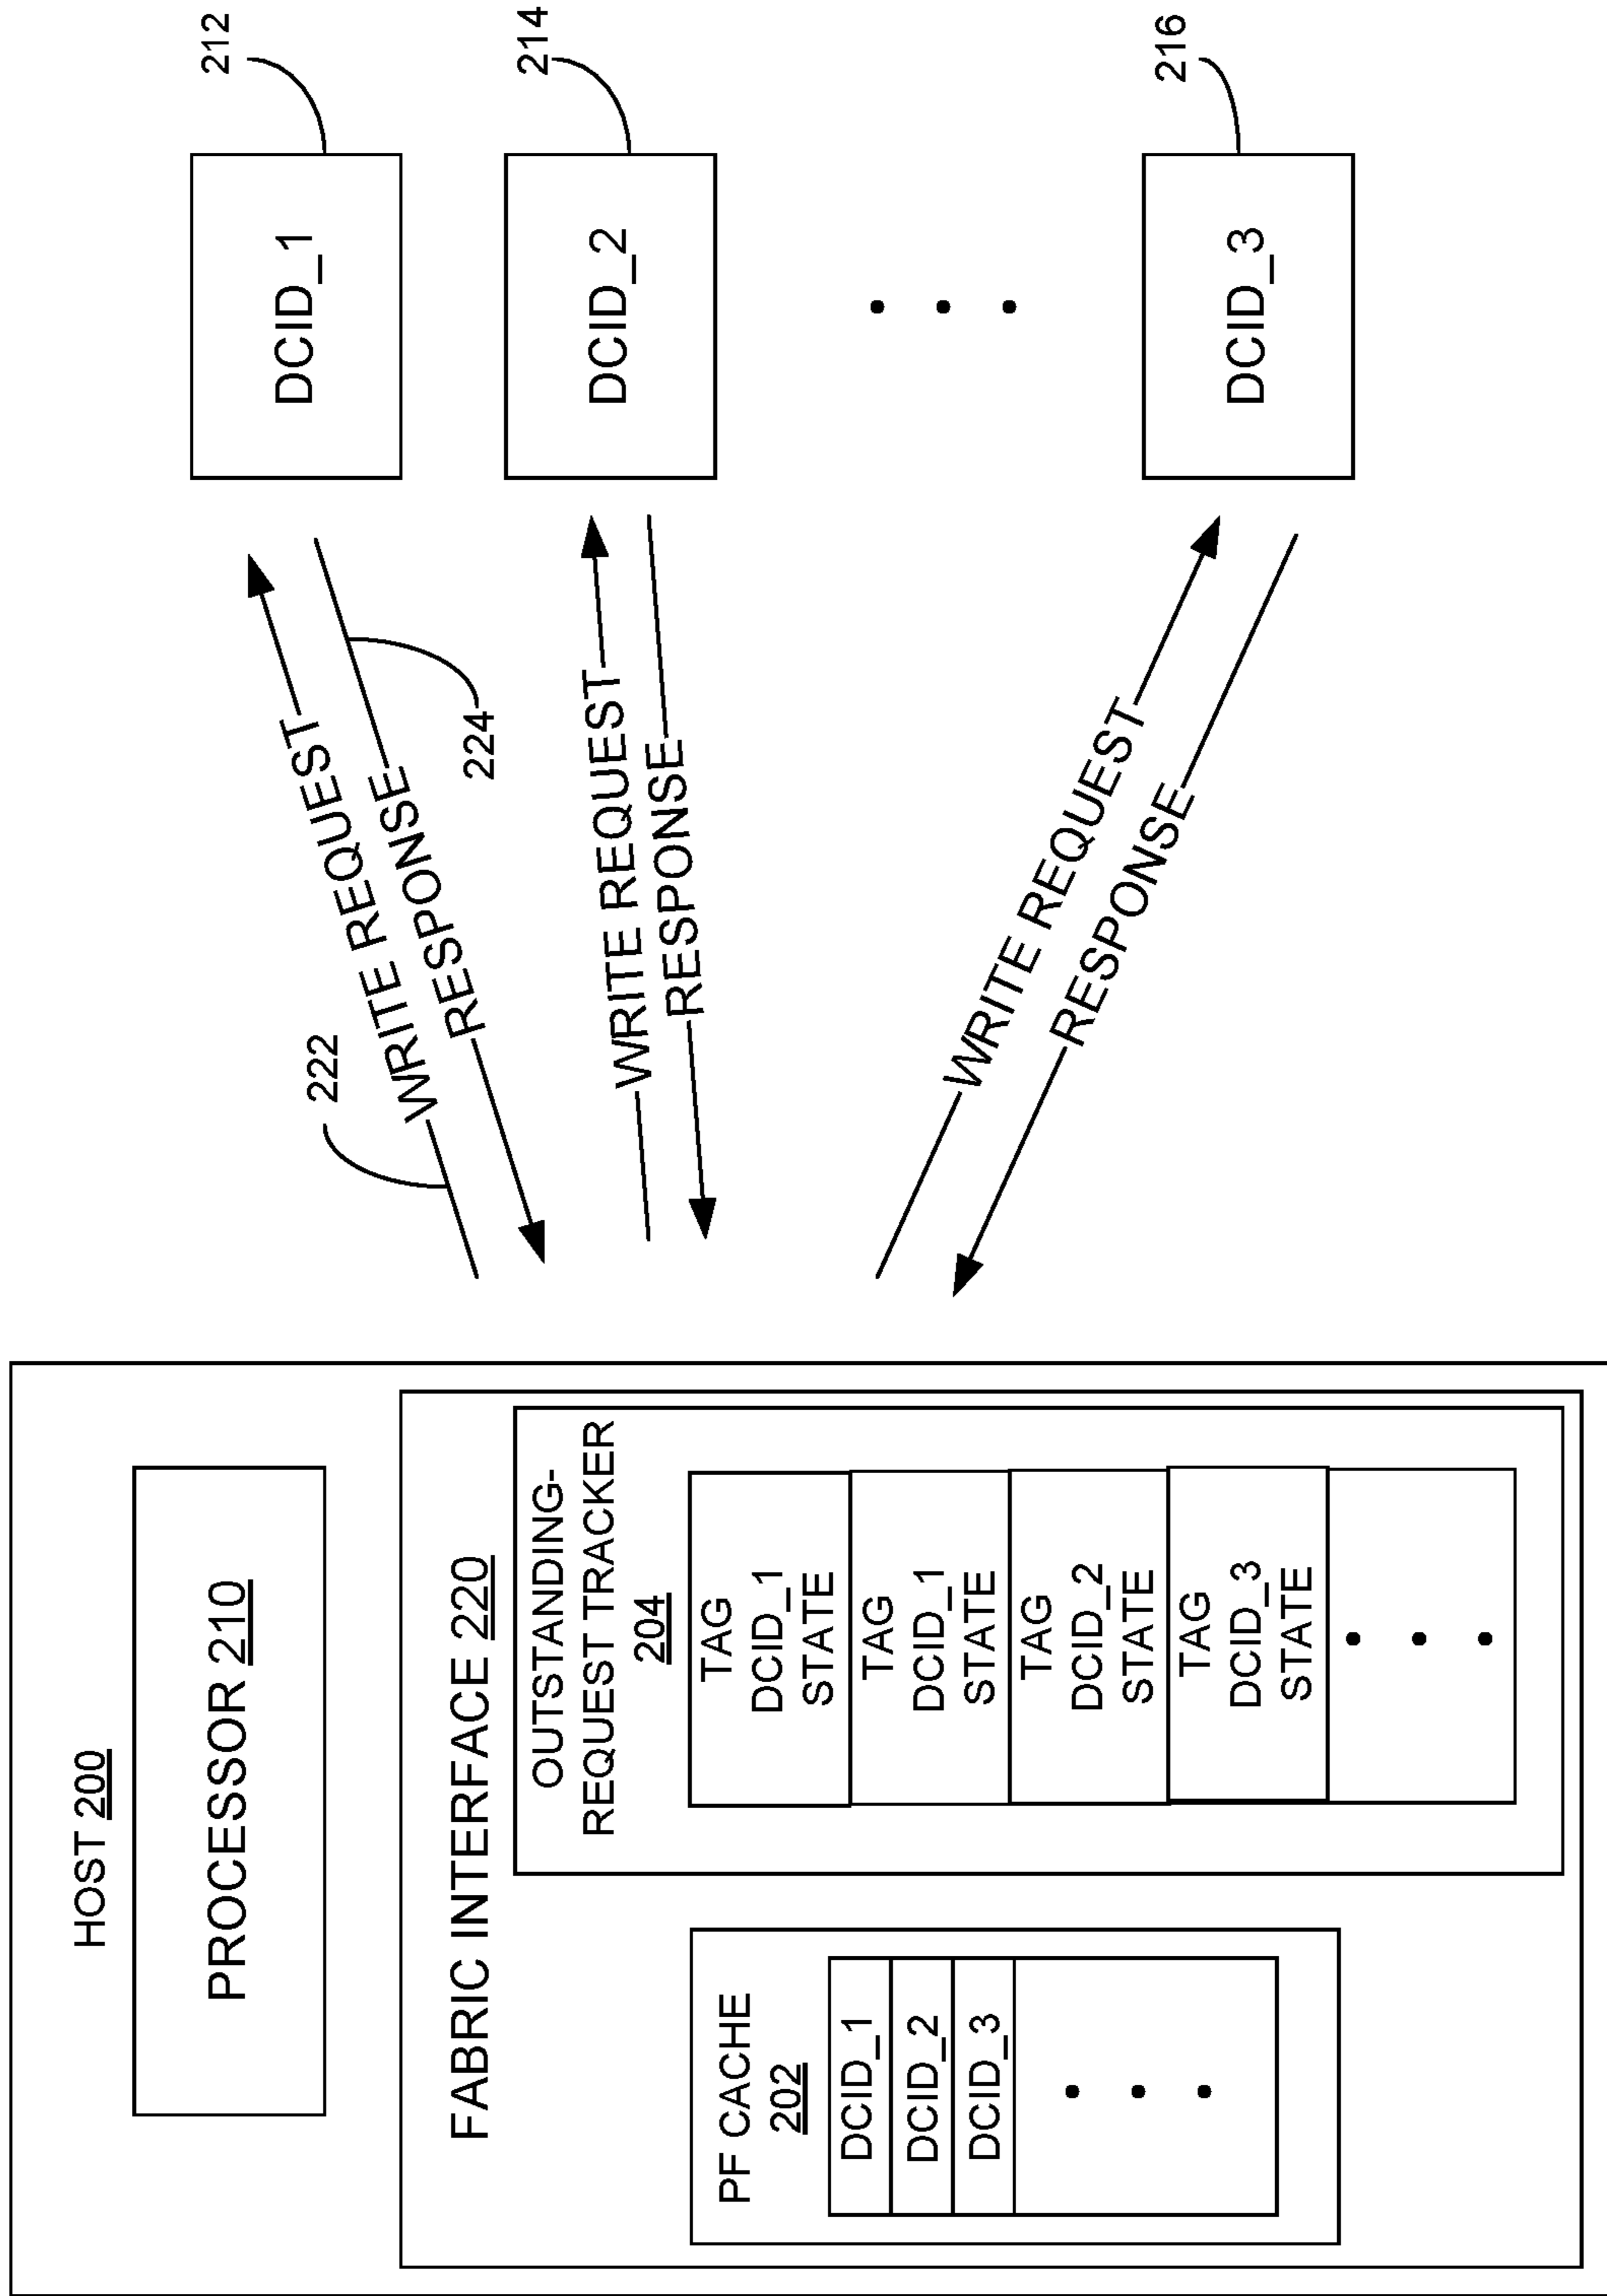 HOST 200
PROCESSOR 210
FABRIC INTERFACE 220
PF CACHE
202
DCID_1
DCID_2
DCID_3
OUTSTANDING-
REQUEST TRACKER
204
TAG
DCID_1
STATE
TAG
DCID_1
STATE
TAG
DCID_2
STATE
TAG
DCID_3
STATE
222
WRITE REQUEST
RESPONSE
224
WRITE REQUEST
RESPONSE
WRITE REQUEST
RESPONSE
212
DCID_1
214
DCID_2
216
DCID_3